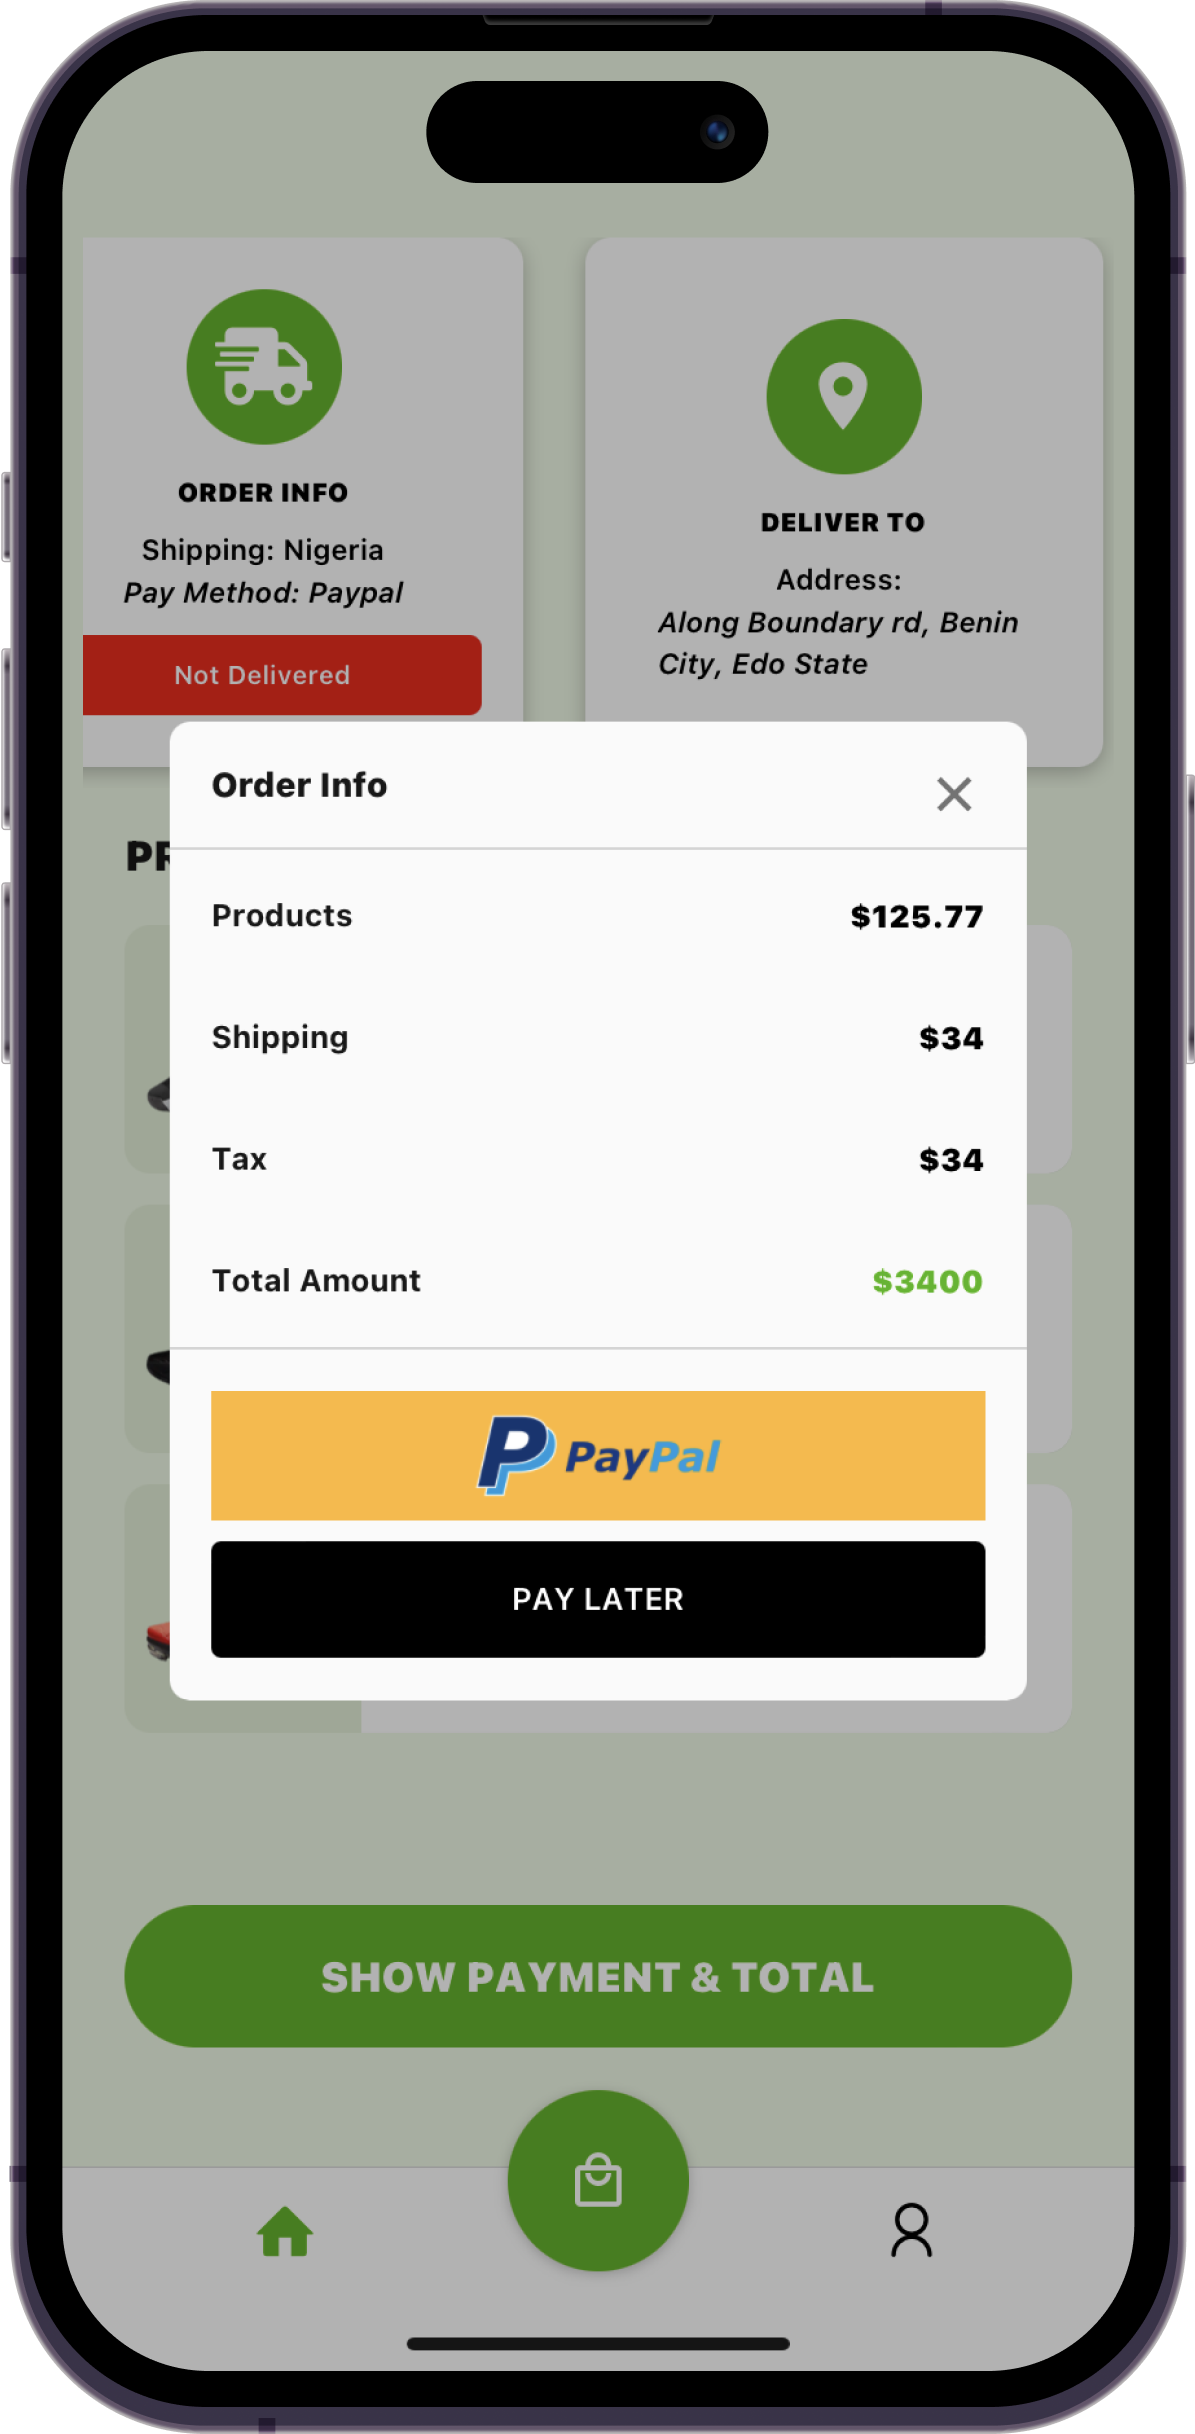 ORDER INFO
Shipping: Nigeria
Pay Method: Paypal
Not Delivered
DELIVER TO
Address:
Along Boundary rd, Benin
City, Edo State
PR
Order Info
Products $125.77
Shipping $34
Tax $34
Total Amount $3400
PayPal
PAY LATER
SHOW PAYMENT & TOTAL